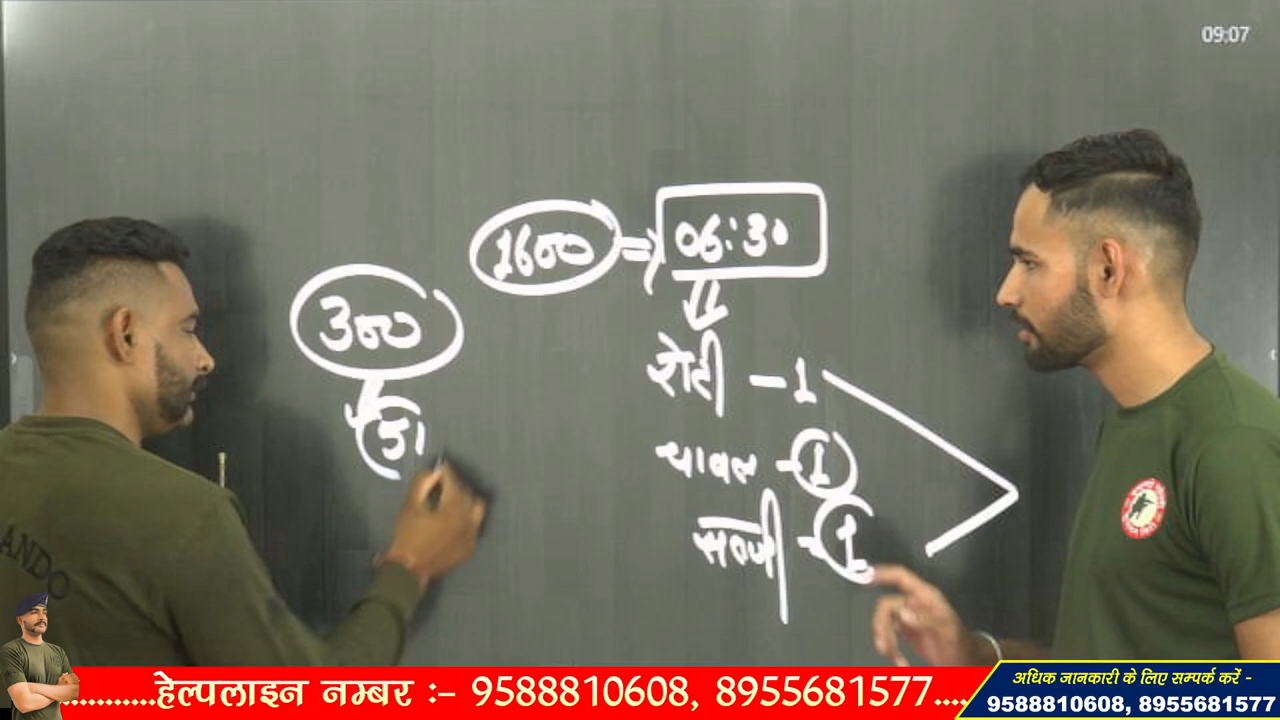 09:07
1600 => 06:30
300
रोटी - 1
चावल - 1
सब्जी - 1
ANDO
...........हेल्पलाइन नम्बर :- 9588810608, 8955681577....
अधिक जानकारी के लिए सम्पर्क करें -
9588810608, 8955681577